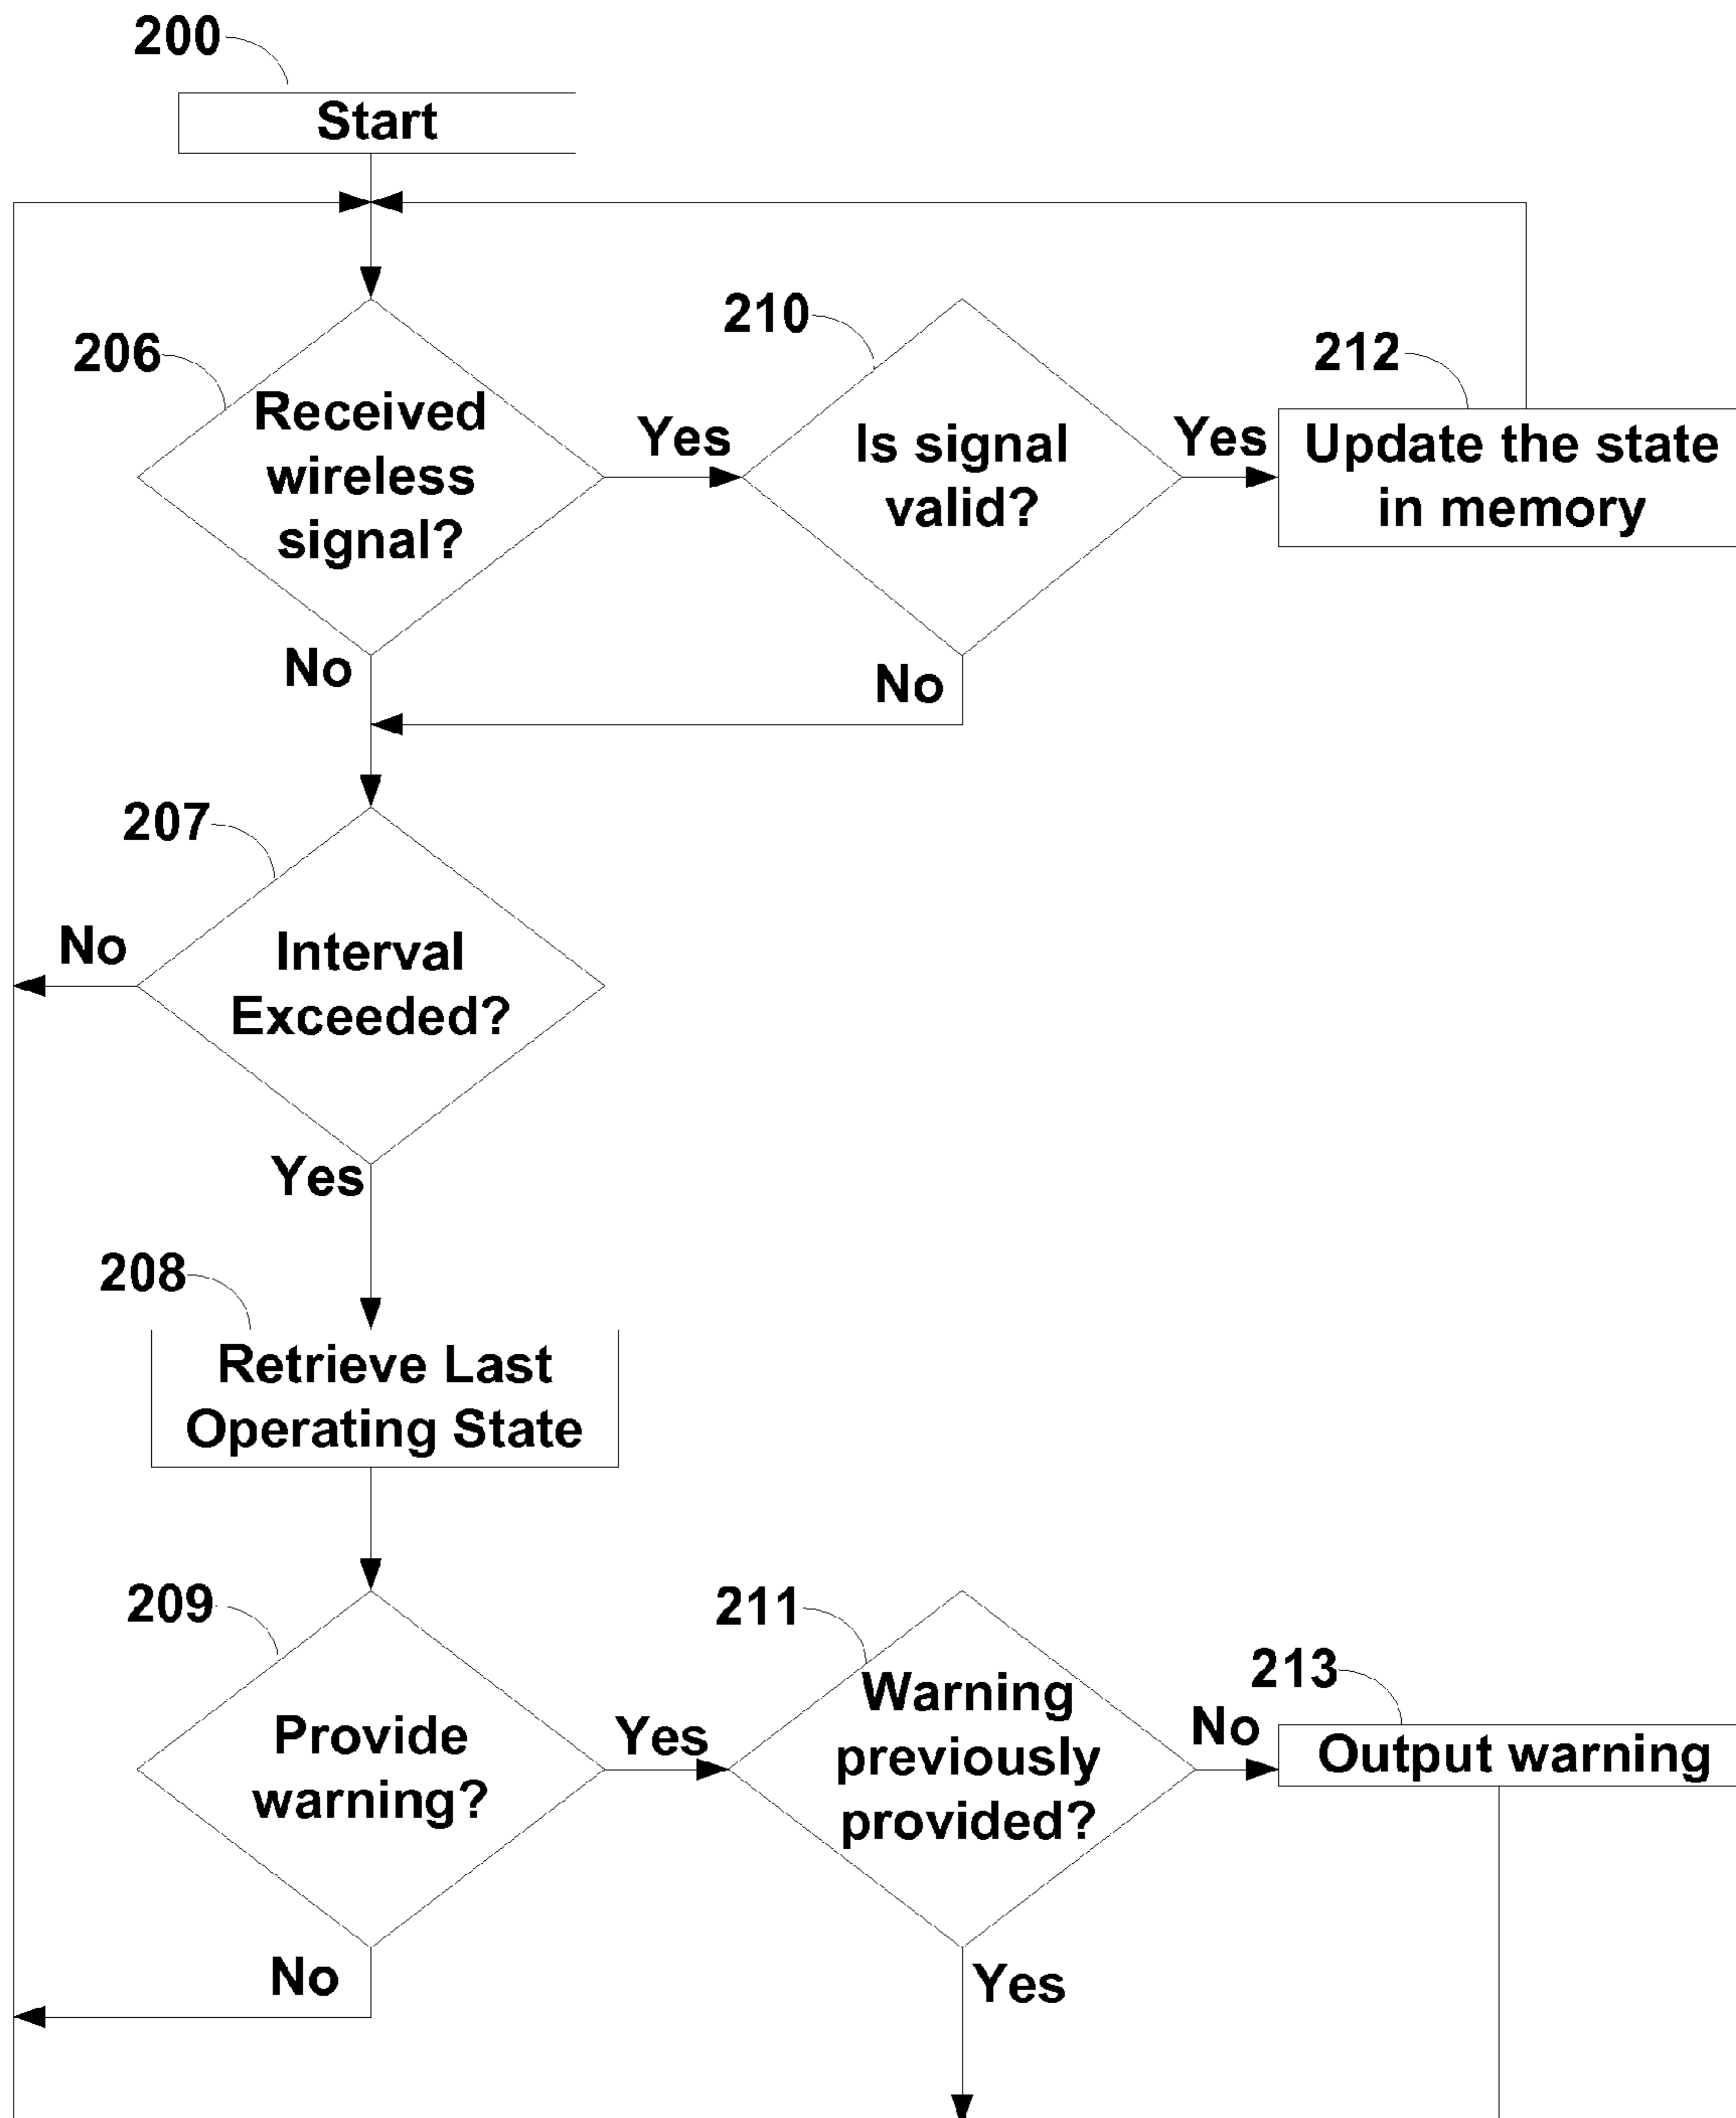 200
Start
206
Received
wireless
signal?
Yes
No
210
Is signal
valid?
Yes
No
212
Update the state
in memory
207
Interval
Exceeded?
No
Yes
208
Retrieve Last
Operating State
209
Provide
warning?
Yes
No
211
Warning
previously
provided?
No
Yes
213
Output warning